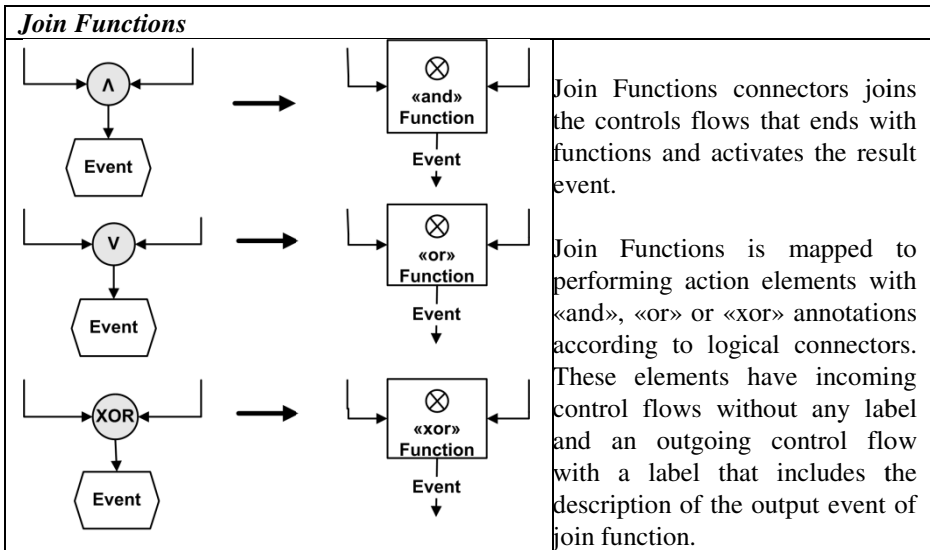 Join Functions
Λ
Event
⊗
«and»
Function
Event
V
Event
⊗
«or»
Function
Event
XOR
Event
⊗
«xor»
Function
Event
Join Functions connectors joins
the controls flows that ends with
functions and activates the result
event.
Join Functions is mapped to
performing action elements with
«and», «or» or «xor» annotations
according to logical connectors.
These elements have incoming
control flows without any label
and an outgoing control flow
with a label that includes the
description of the output event of
join function.